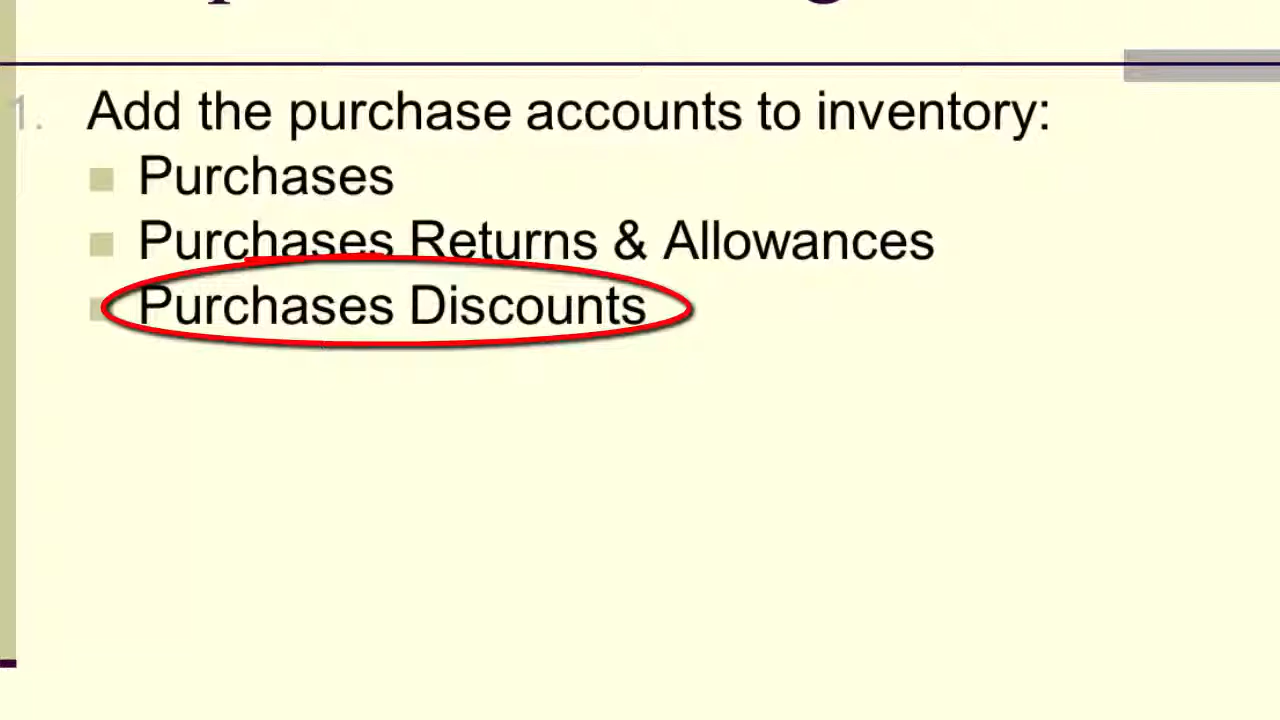 1. Add the purchase accounts to inventory:
Purchases
Purchases Returns & Allowances
Purchases Discounts